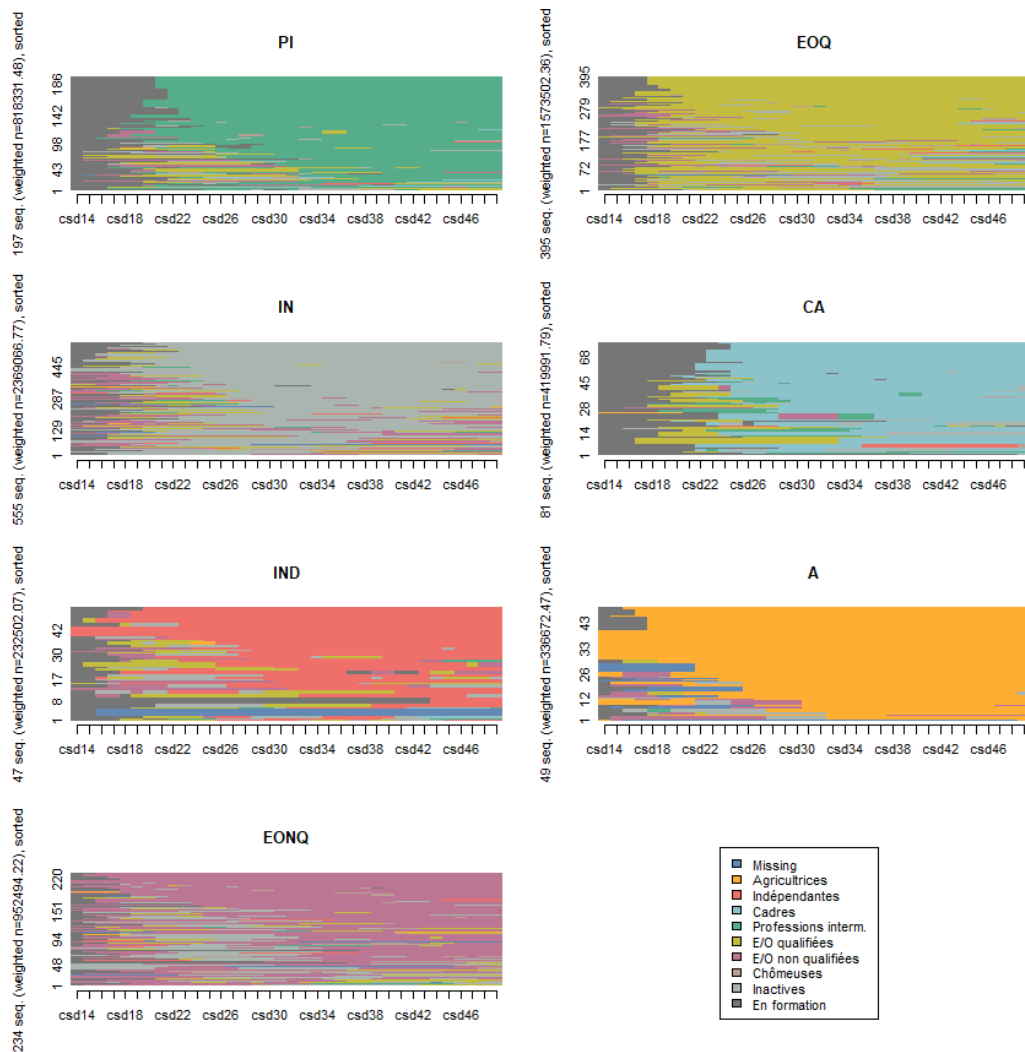 PI
197 seq. (weighted n=818331.48), sorted
186
142
98
43
1
csd14 csd18 csd22 csd26 csd30 csd34 csd38 csd42 csd46
EOQ
395 seq. (weighted n=1573502.36), sorted
395
279
177
72
1
csd14 csd18 csd22 csd26 csd30 csd34 csd38 csd42 csd46
IN
555 seq. (weighted n=2369066.77), sorted
445
287
129
1
csd14 csd18 csd22 csd26 csd30 csd34 csd38 csd42 csd46
CA
81 seq. (weighted n=419991.79), sorted
68
45
28
14
1
csd14 csd18 csd22 csd26 csd30 csd34 csd38 csd42 csd46
IND
47 seq. (weighted n=232502.07), sorted
42
30
17
8
1
csd14 csd18 csd22 csd26 csd30 csd34 csd38 csd42 csd46
A
49 seq. (weighted n=336672.47), sorted
43
33
26
12
1
csd14 csd18 csd22 csd26 csd30 csd34 csd38 csd42 csd46
EONQ
234 seq. (weighted n=952494.22), sorted
220
151
94
48
1
csd14 csd18 csd22 csd26 csd30 csd34 csd38 csd42 csd46
Missing
Agricultrices
Indépendantes
Cadres
Professions interm.
E/O qualifiées
E/O non qualifiées
Chômeuses
Inactives
En formation